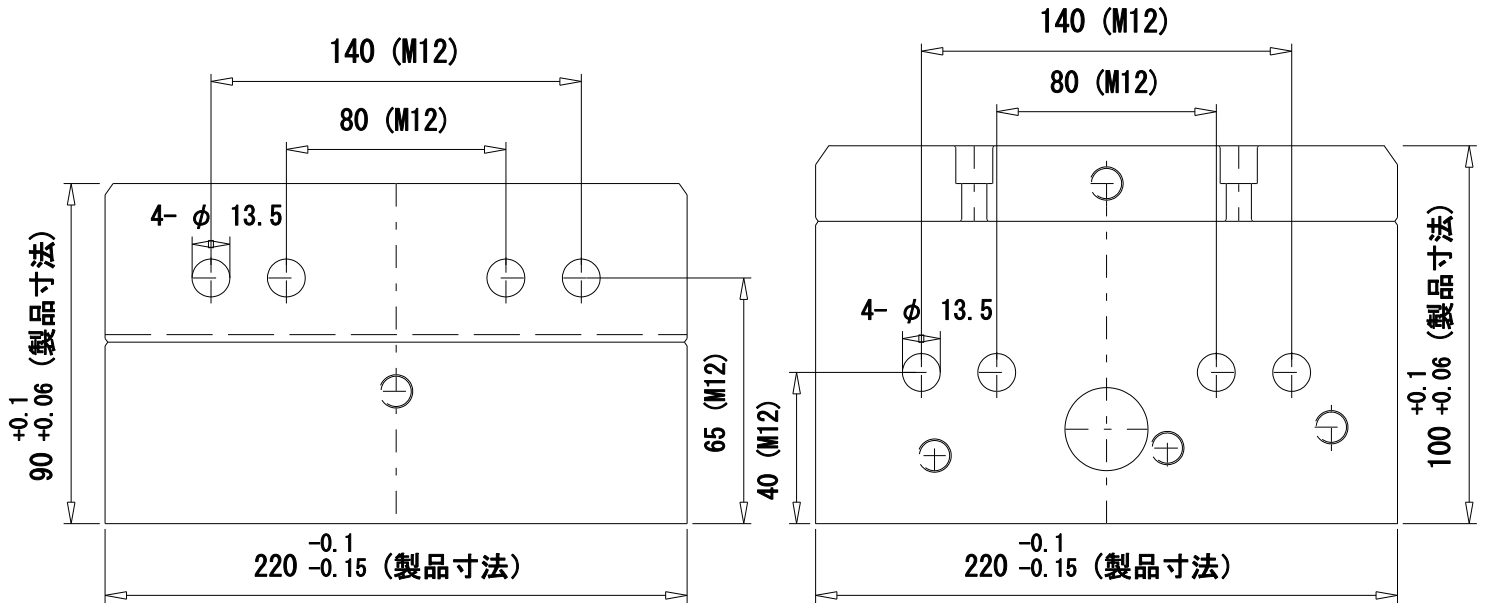 140 (M12)
80 (M12)
4- φ 13.5
90 +0.1 +0.06 (製品寸法)
65 (M12)
220 -0.1 -0.15 (製品寸法)
140 (M12)
80 (M12)
4- φ 13.5
40 (M12)
100 +0.1 +0.06 (製品寸法)
220 -0.1 -0.15 (製品寸法)